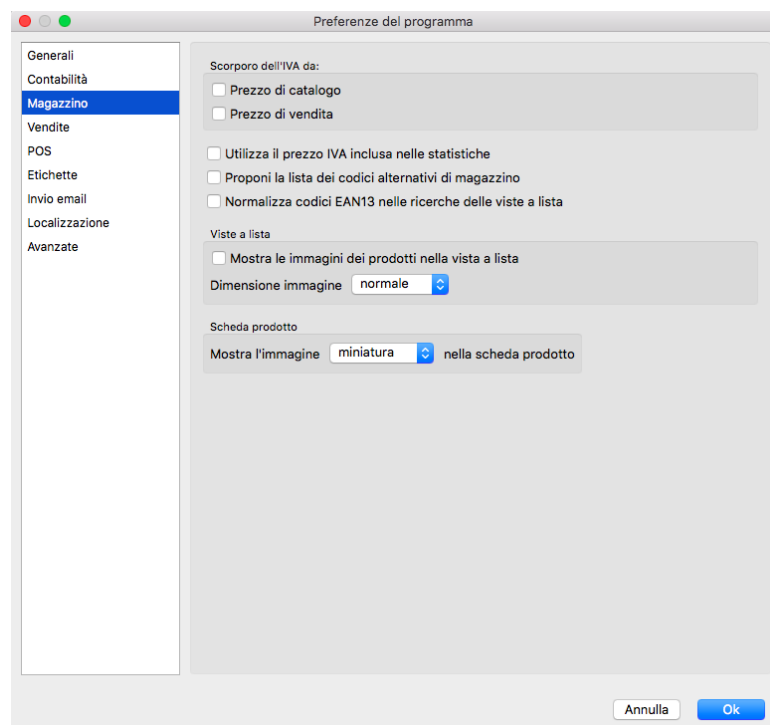 Preferenze del programma
Generali
Contabilità
Magazzino
Vendite
POS
Etichette
Invio email
Localizzazione
Avanzate
Scorporo dell'IVA da:
Prezzo di catalogo
Prezzo di vendita
Utilizza il prezzo IVA inclusa nelle statistiche
Proponi la lista dei codici alternativi di magazzino
Normalizza codici EAN13 nelle ricerche delle viste a lista
Viste a lista
Mostra le immagini dei prodotti nella vista a lista
Dimensione immagine normale
Scheda prodotto
Mostra l'immagine miniatura nella scheda prodotto
Annulla Ok